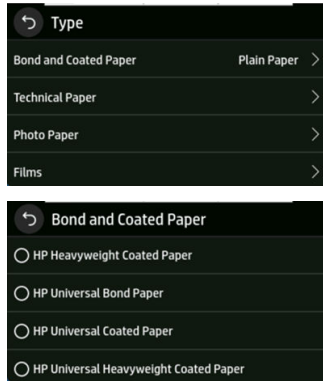 Type
Bond and Coated Paper Plain Paper
Technical Paper
Photo Paper
Films
Bond and Coated Paper
HP Heavyweight Coated Paper
HP Universal Bond Paper
HP Universal Coated Paper
HP Universal Heavyweight Coated Paper